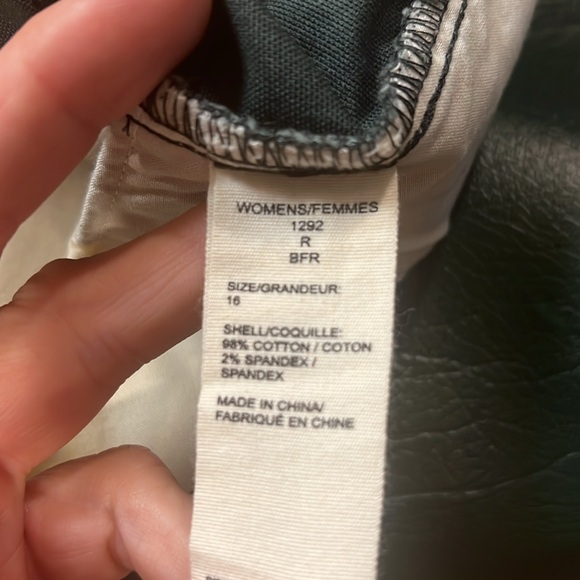 WOMENS/FEMMES
1292
R
BFR
SIZE/GRANDEUR:
16
SHELL/COQUILLE:
98% COTTON / COTON
2% SPANDEX /
SPANDEX
MADE IN CHINA/
FABRIQUÉ EN CHINE